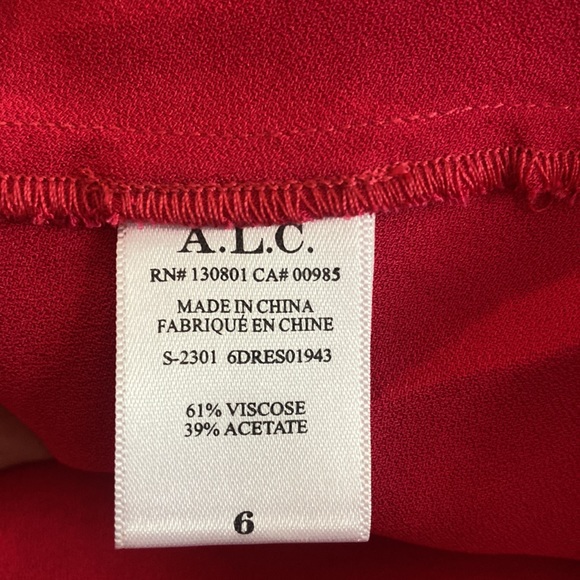 A.L.C.
RN# 130801 CA# 00985
MADE IN CHINA
FABRIQUÉ EN CHINE
S-2301 6DRES01943
61% VISCOSE
39% ACETATE
6